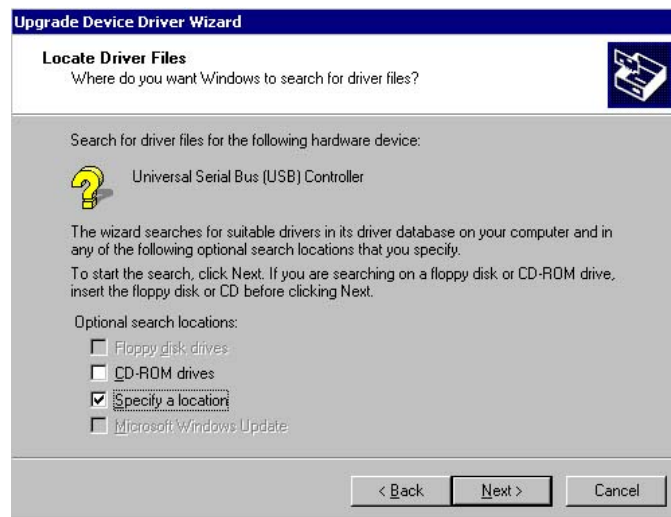 Upgrade Device Driver Wizard
Locate Driver Files
Where do you want Windows to search for driver files?
Search for driver files for the following hardware device:
Universal Serial Bus (USB) Controller
The wizard searches for suitable drivers in its driver database on your computer and in
any of the following optional search locations that you specify.
To start the search, click Next. If you are searching on a floppy disk or CD-ROM drive,
insert the floppy disk or CD before clicking Next.
Optional search locations:
Floppy disk drives
CD-ROM drives
Specify a location
Microsoft Windows Update
< Back Next > Cancel